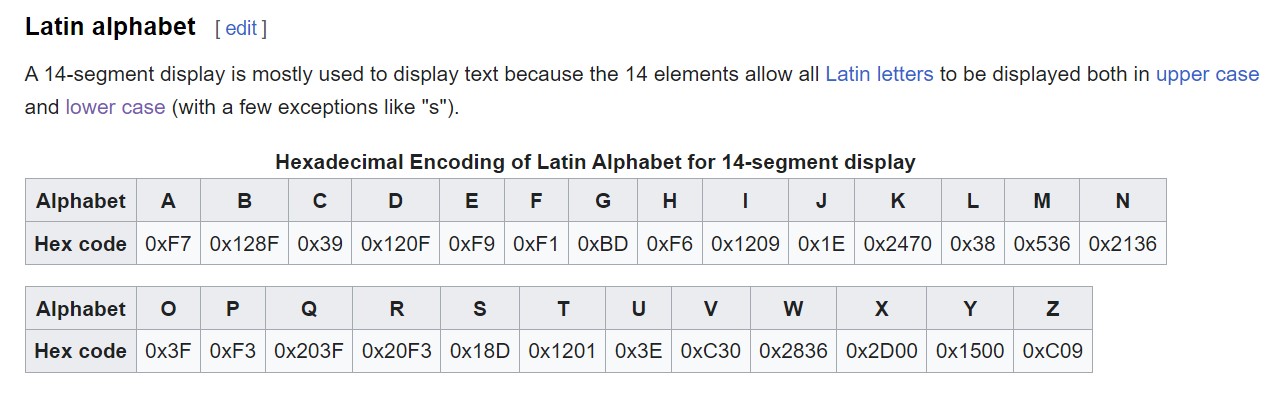 Latin alphabet [ edit ]
A 14-segment display is mostly used to display text because the 14 elements allow all Latin letters to be displayed both in upper case
and lower case (with a few exceptions like "s").
Hexadecimal Encoding of Latin Alphabet for 14-segment display
Alphabet A B C D E F G H I J K L M N
Hex code 0xF7 0x128F 0x39 0x120F 0xF9 0xF1 0xBD 0xF6 0x1209 0x1E 0x2470 0x38 0x536 0x2136
Alphabet O P Q R S T U V W X Y Z
Hex code 0x3F 0xF3 0x203F 0x20F3 0x18D 0x1201 0x3E 0xC30 0x2836 0x2D00 0x1500 0xC09